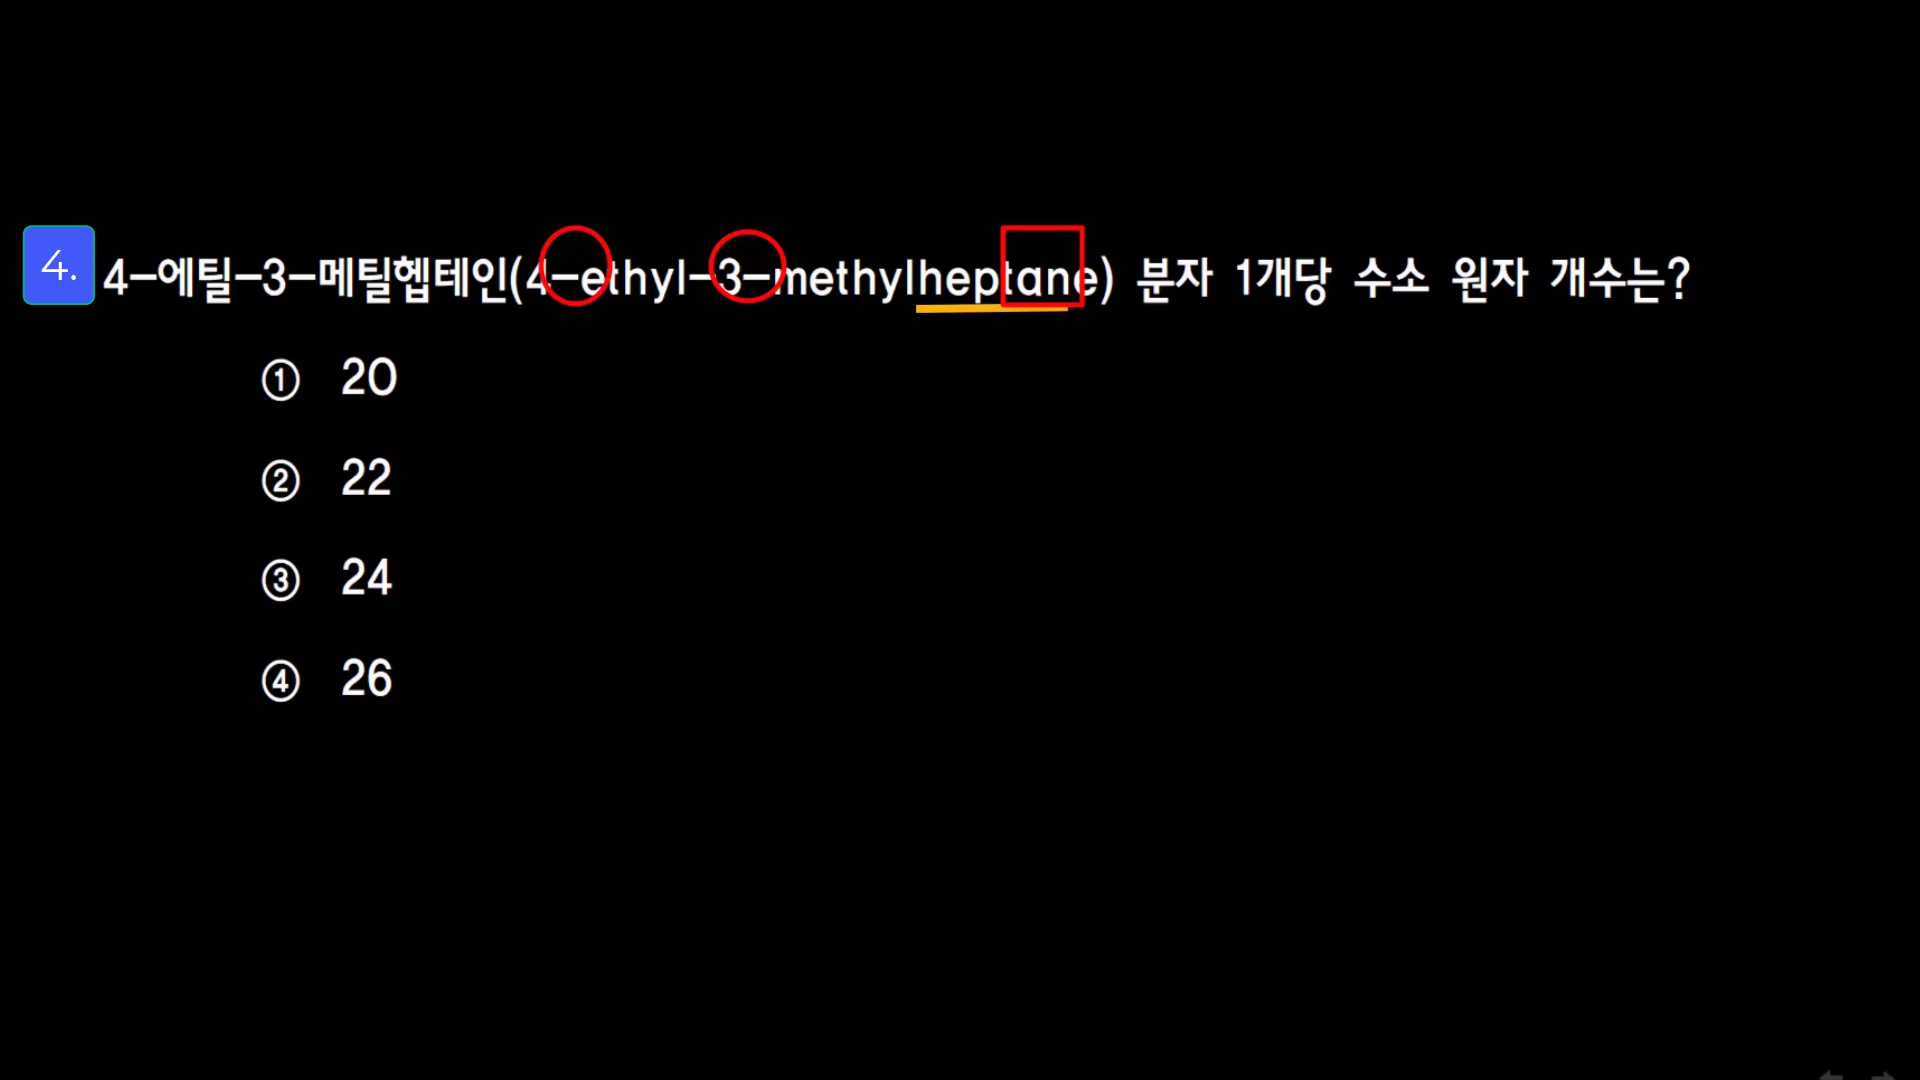 4. 4-에틸-3-메틸헵테인(4-ethyl-3-methylheptane) 분자 1개당 수소 원자 개수는?
① 20
② 22
③ 24
④ 26